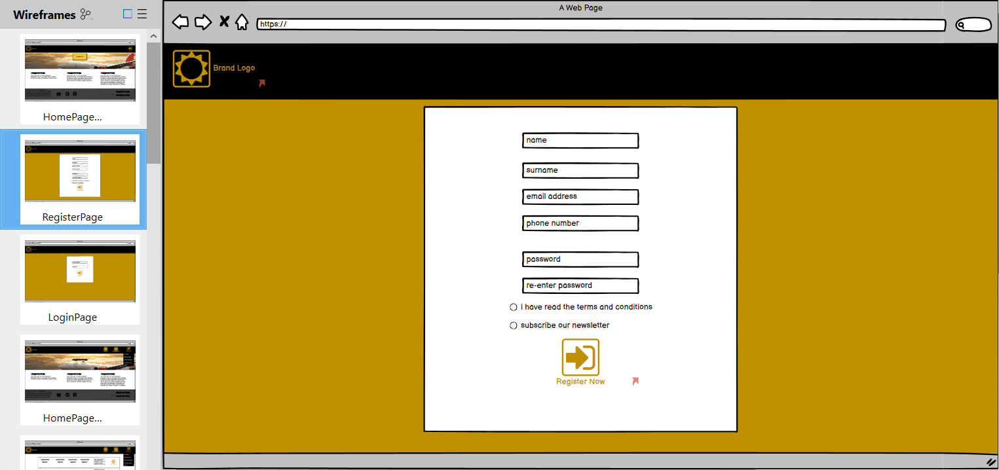 Wireframes
A Web Page
https://
Brand Logo
HomePage...
RegisterPage
LoginPage
HomePage...
name
surname
email address
phone number
password
re-enter password
i have read the terms and conditions
subscribe our newsletter
Register Now